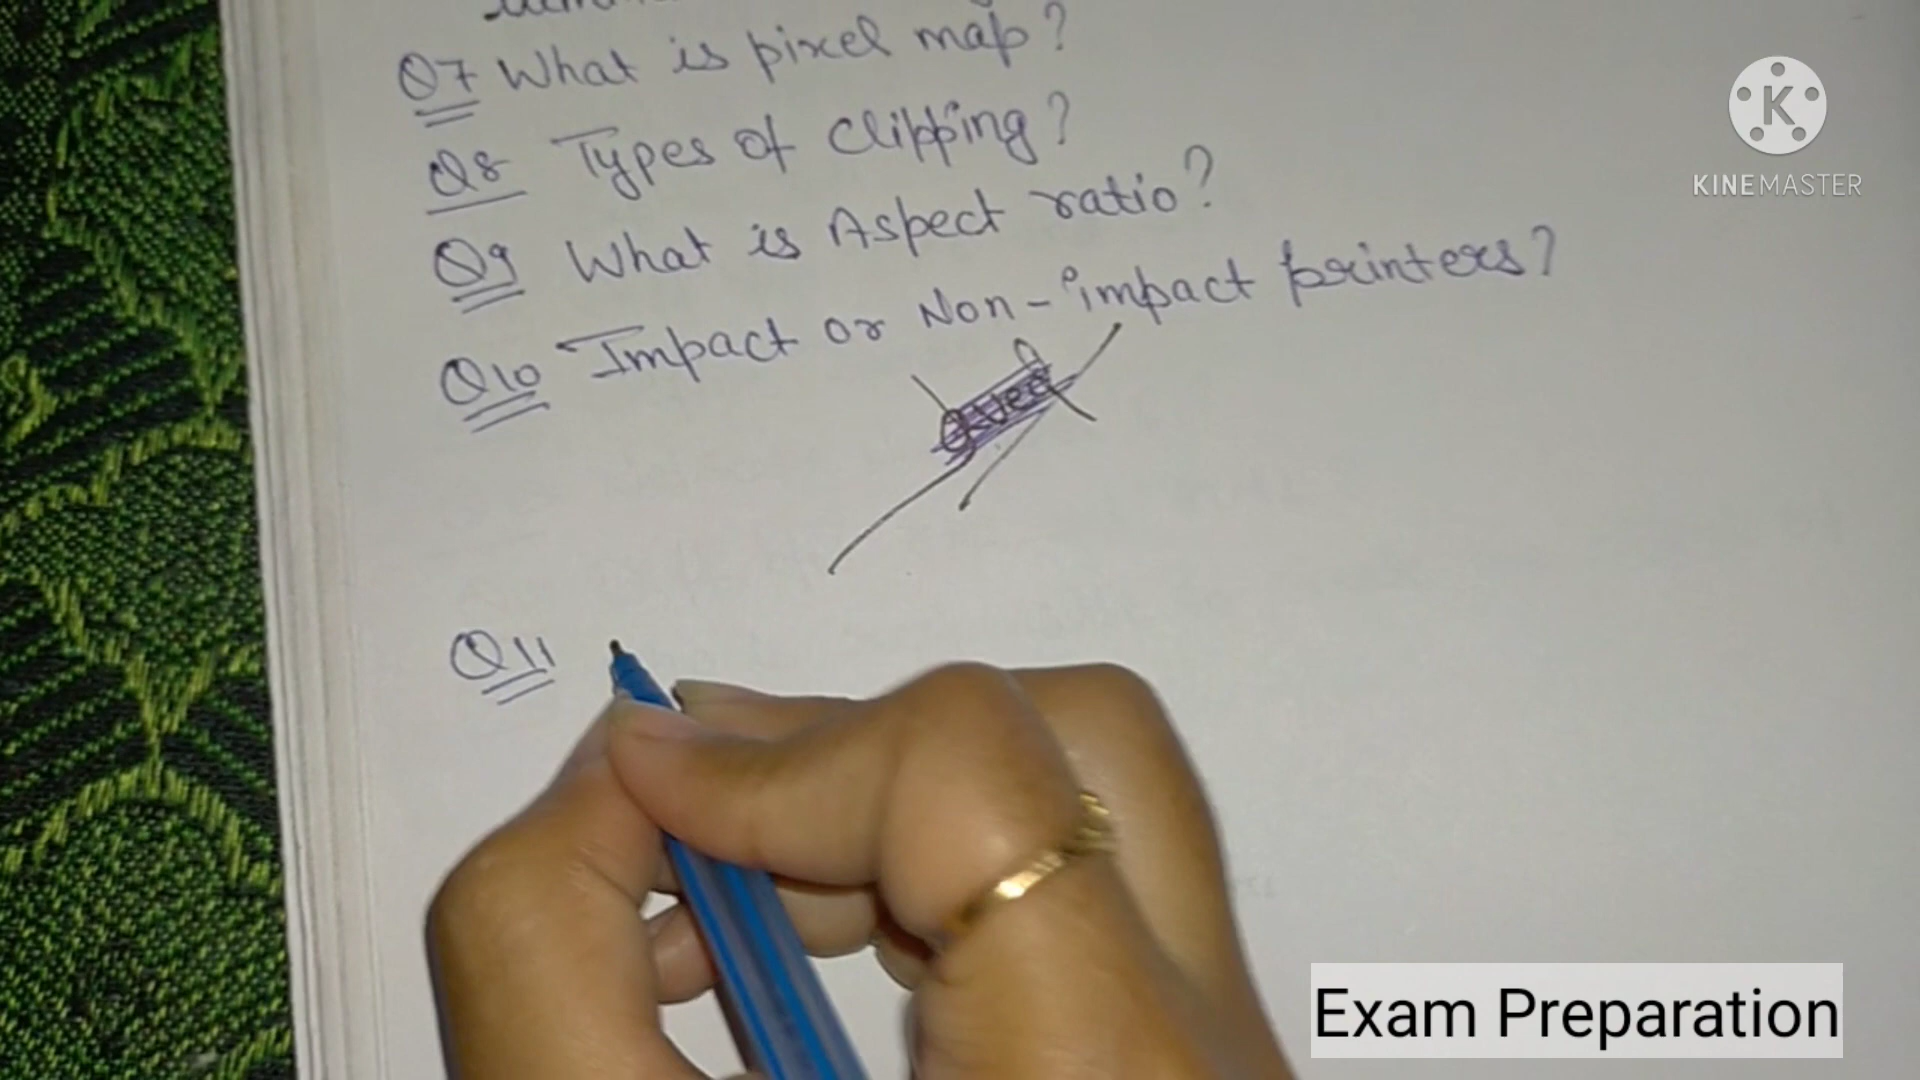 Q7 What is pixel map?
Q8 Types of Clipping?
Q9 What is Aspect ratio?
Q10 Impact or Non-impact printers?
Q11
K
KINEMASTER
Exam Preparation